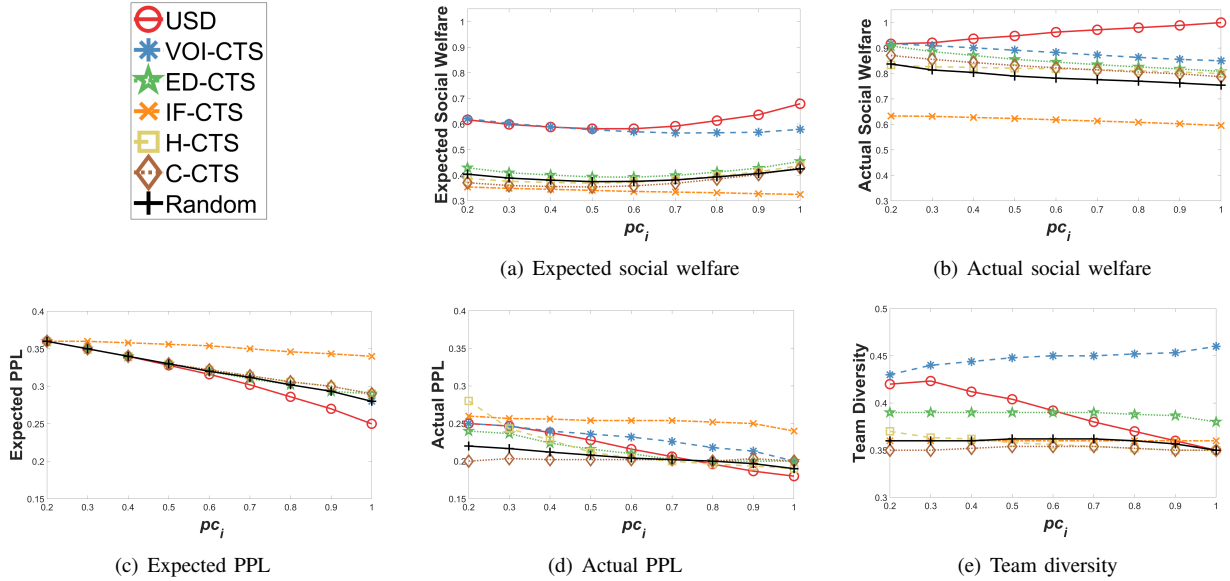 USD
VOI-CTS
ED-CTS
IF-CTS
H-CTS
C-CTS
Random
Expected Social Welfare
1
0.9
0.8
0.7
0.6
0.5
0.4
0.3
0.2 0.3 0.4 0.5 0.6 0.7 0.8 0.9 1
pc_i
(a) Expected social welfare
Actual Social Welfare
1
0.9
0.8
0.7
0.6
0.5
0.4
0.3
0.2 0.3 0.4 0.5 0.6 0.7 0.8 0.9 1
pc_i
(b) Actual social welfare
Expected PPL
0.4
0.35
0.3
0.25
0.2
0.15
0.2 0.3 0.4 0.5 0.6 0.7 0.8 0.9 1
pc_i
(c) Expected PPL
Actual PPL
0.4
0.35
0.3
0.25
0.2
0.15
0.2 0.3 0.4 0.5 0.6 0.7 0.8 0.9 1
pc_i
(d) Actual PPL
Team Diversity
0.5
0.45
0.4
0.35
0.3
0.2 0.3 0.4 0.5 0.6 0.7 0.8 0.9 1
pc_i
(e) Team diversity